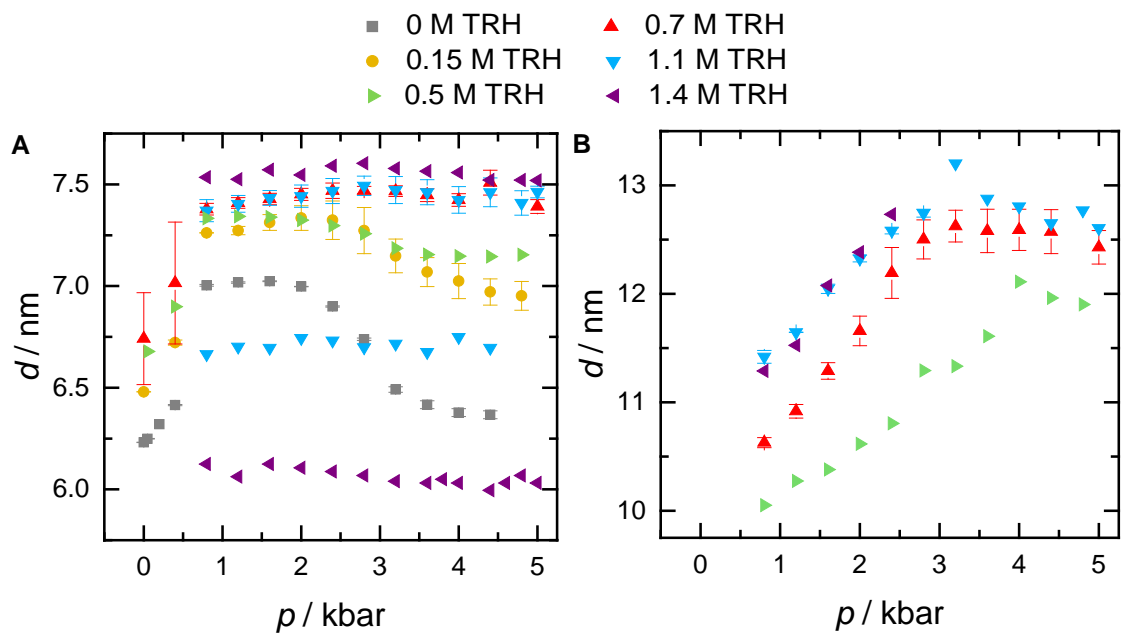 0 M TRH
0.7 M TRH
0.15 M TRH
1.1 M TRH
0.5 M TRH
1.4 M TRH
A
7.5
7.0
6.5
6.0
d / nm
0 1 2 3 4 5
p / kbar
B
13
12
11
10
d / nm
0 1 2 3 4 5
p / kbar